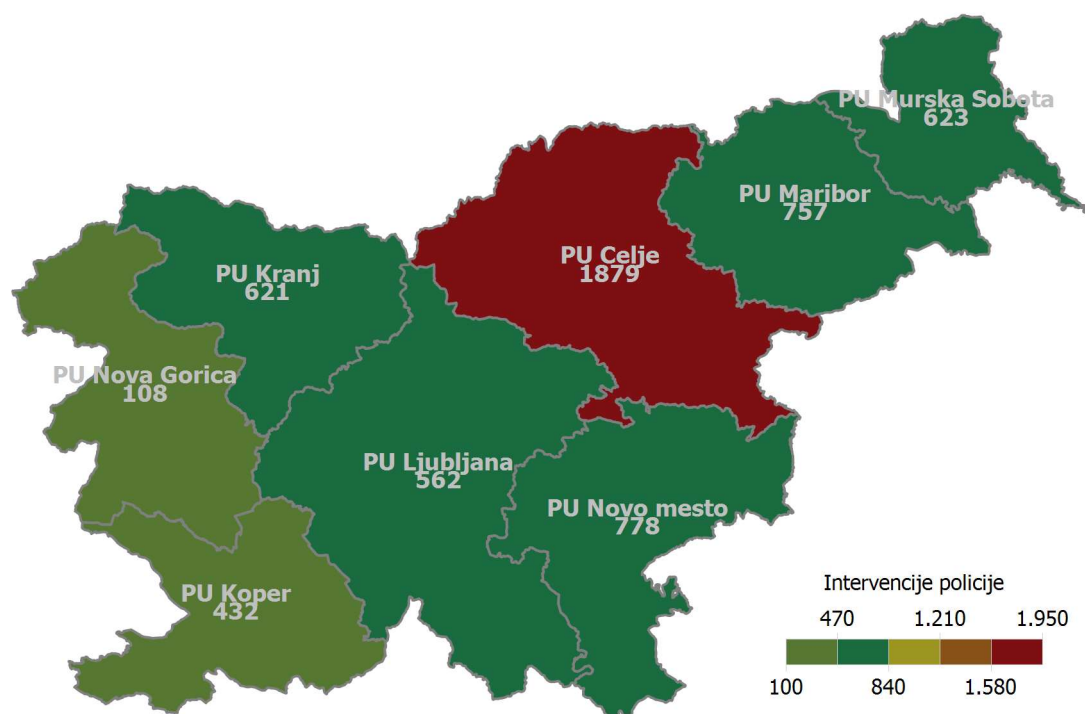 PU Murska Sobota
623
PU Maribor
757
PU Celje
1879
PU Kranj
621
PU Nova Gorica
108
PU Ljubljana
562
PU Novo mesto
778
PU Koper
432
Intervencije policije
470 1.210 1.950
100 840 1.580